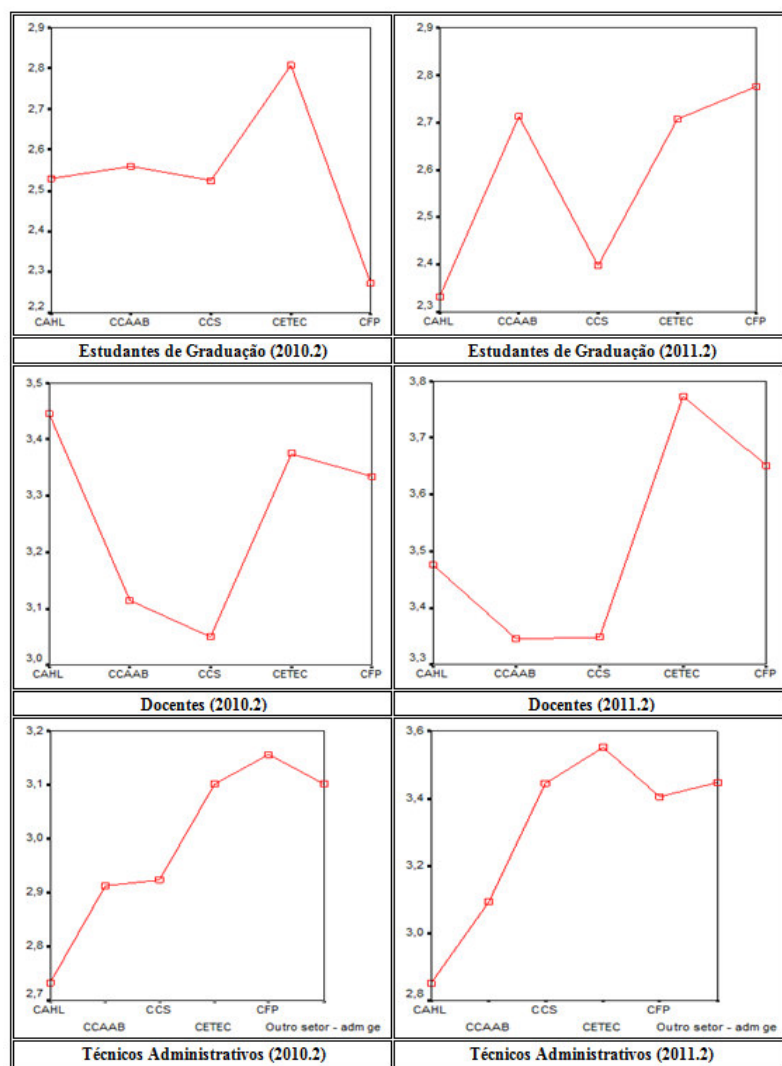 2,9
2,8
2,7
2,6
2,5
2,4
2,3
2,2
CAHL CCAAB CCS CETEC CFP
Estudantes de Graduação (2010.2)
2,9
2,8
2,7
2,6
2,5
2,4
2,3
CAHL CCAAB CCS CETEC CFP
Estudantes de Graduação (2011.2)
3,5
3,4
3,3
3,2
3,1
3,0
CAHL CCAAB CCS CETEC CFP
Docentes (2010.2)
3,8
3,7
3,6
3,5
3,4
3,3
CAHL CCAAB CCS CETEC CFP
Docentes (2011.2)
3,2
3,1
3,0
2,9
2,8
2,7
CAHL CCS CFP
CCAAB CETEC Outro setor - adm ge
Técnicos Administrativos (2010.2)
3,6
3,4
3,2
3,0
2,8
CAHL CCS CFP
CCAAB CETEC Outro setor - adm ge
Técnicos Administrativos (2011.2)